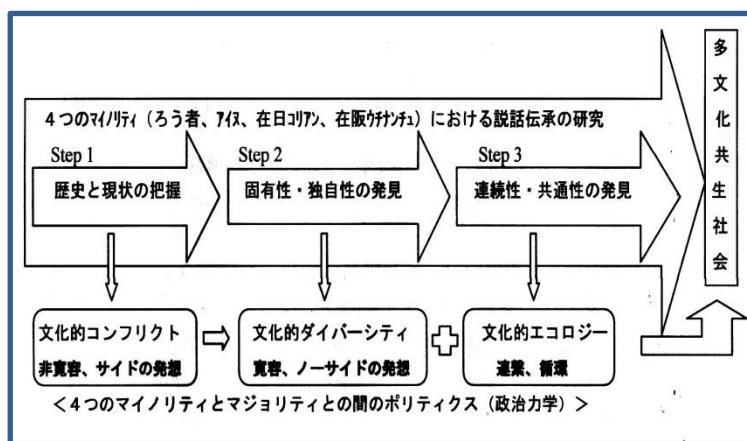 4つのマイノリティ(ろう者、アイヌ、在日コリアン、在阪ウチナンチュ)における説話伝承の研究
Step 1
歴史と現状の把握
Step 2
固有性・独自性の発見
Step 3
連続性・共通性の発見
多文化共生社会
文化的コンフリクト
非寛容、サイドの発想
文化的ダイバーシティ
寛容、ノーサイドの発想
文化的エコロジー
連繋、循環
<4つのマイノリティとマジョリティとの間のポリティクス(政治力学)>